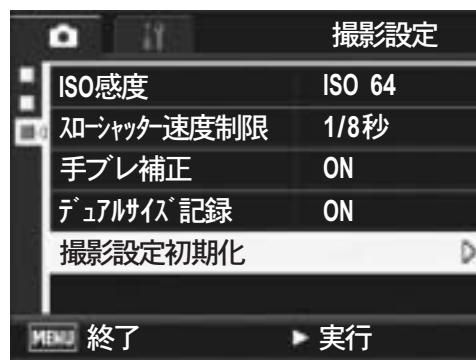 撮影設定
ISO感度 ISO 64
ｽﾛｰｼｬｯﾀｰ速度制限 1/8秒
手ブレ補正 ON
ﾃﾞｭｱﾙｻｲｽﾞ記録 ON
撮影設定初期化
MENU 終了 実行